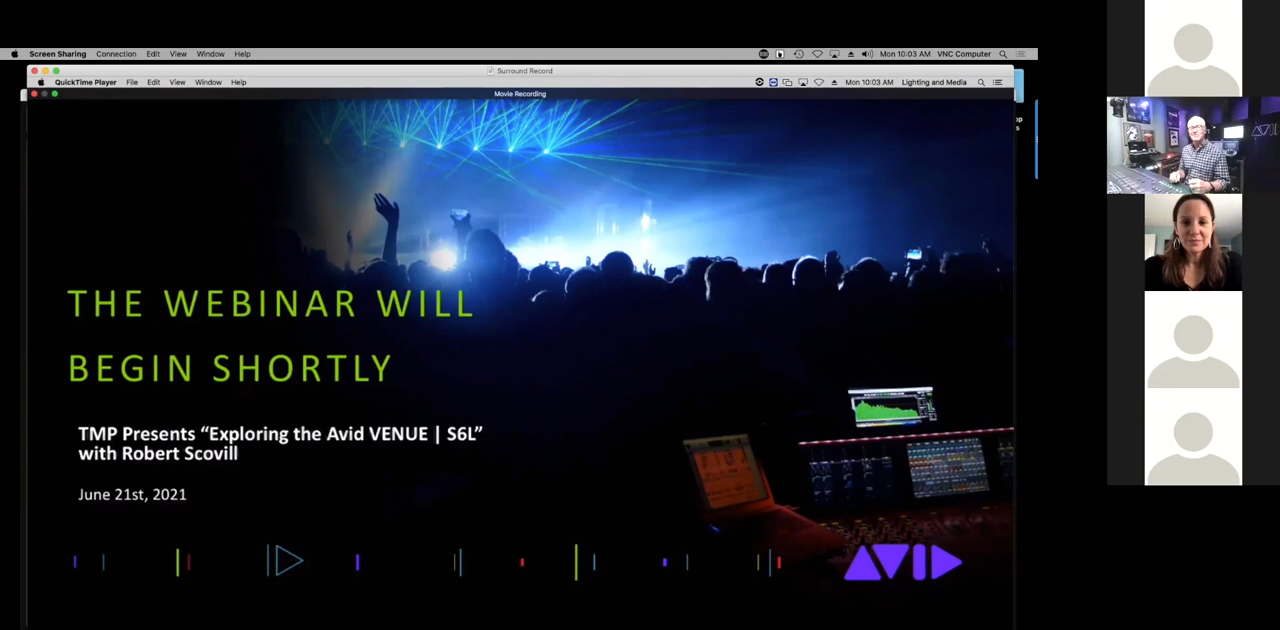 Screen Sharing Connection Edit View Window Help Mon 10:03 AM VNC Computer
Surround Record
QuickTime Player File Edit View Window Help Mon 10:03 AM Lighting and Media
Movie Recording
THE WEBINAR WILL
BEGIN SHORTLY
TMP Presents “Exploring the Avid VENUE | S6L”
with Robert Scovill
June 21st, 2021
AVID